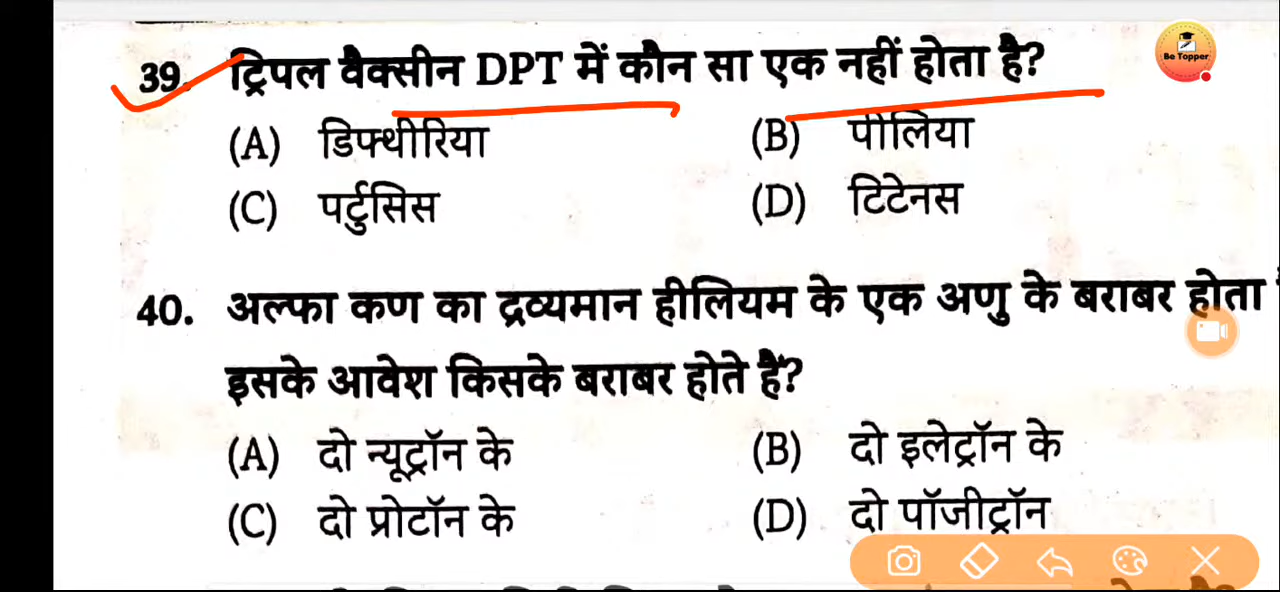 Be Topper
39. ट्रिपल वैक्सीन DPT में कौन सा एक नहीं होता है?
(A) डिफ्थीरिया (B) पीलिया
(C) पर्टुसिस (D) टिटेनस
40. अल्फा कण का द्रव्यमान हीलियम के एक अणु के बराबर होता
इसके आवेश किसके बराबर होते हैं?
(A) दो न्यूट्रॉन के (B) दो इलेट्रॉन के
(C) दो प्रोटॉन के (D) दो पॉजीट्रॉन